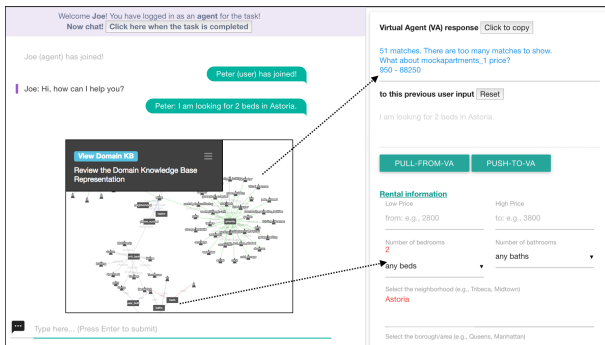 Welcome Joe! You have logged in as an agent for the task!
Now chat! Click here when the task is completed
Joe (agent) has joined!
Peter (user) has joined!
Joe: Hi, how can I help you?
Peter: I am looking for 2 beds in Astoria.
View Domain KB
Review the Domain Knowledge Base
Representation
Type here... (Press Enter to submit)
Virtual Agent (VA) response Click to copy
51 matches. There are too many matches to show.
What about mockapartments_1 price?
950 - 88250
to this previous user input Reset
I am looking for 2 beds in Astoria.
PULL-FROM-VA PUSH-TO-VA
Rental information
Low Price High Price
from: e.g., 2800 to: e.g., 3800
Number of bedrooms Number of bathrooms
2
any beds any baths
Select the neighborhood (e.g., Tribeca, Midtown)
Astoria
Select the borough/area (e.g., Queens, Manhattan)